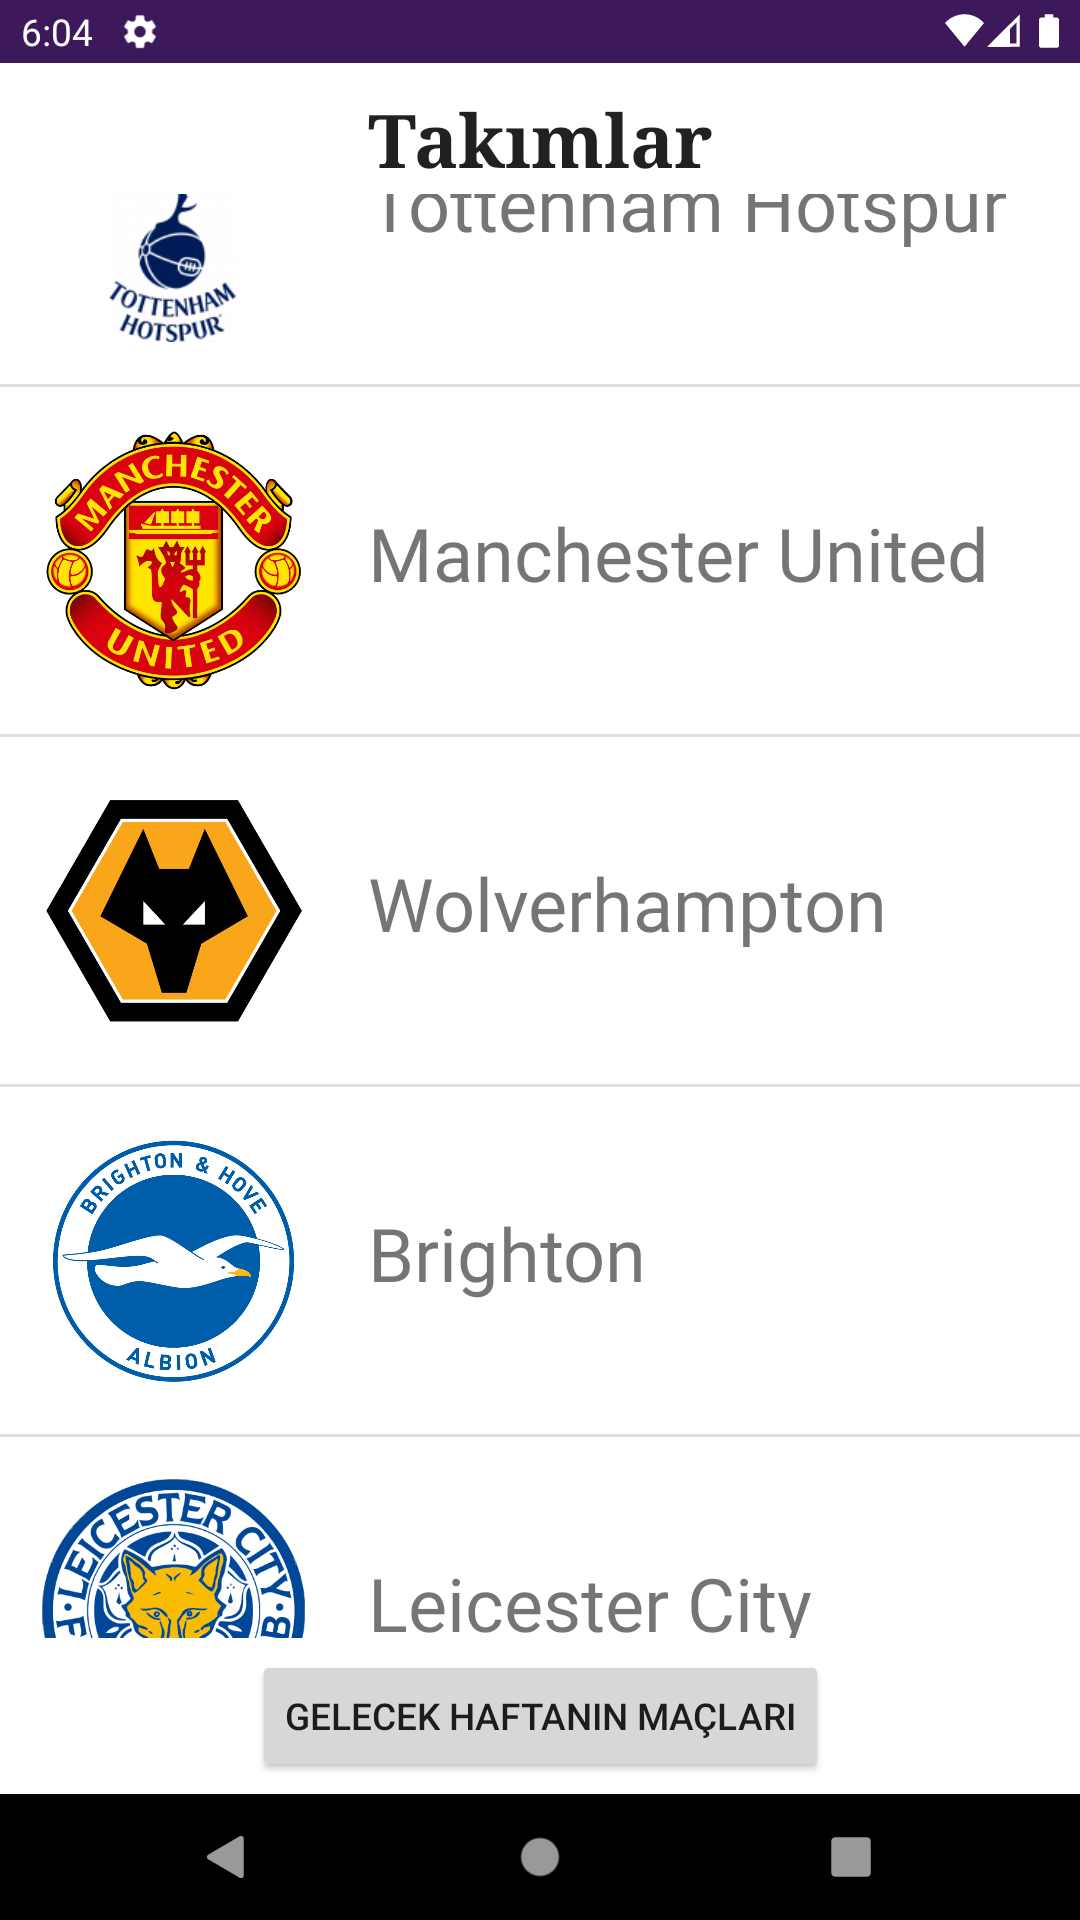 6:04
Takımlar
Tottenham Hotspur
TOTTENHAM
HOTSPUR
MANCHESTER
UNITED
Manchester United
Wolverhampton
BRIGHTON & HOVE
ALBION
Brighton
LEICESTER CITY
Leicester City
GELECEK HAFTANIN MAÇLARI